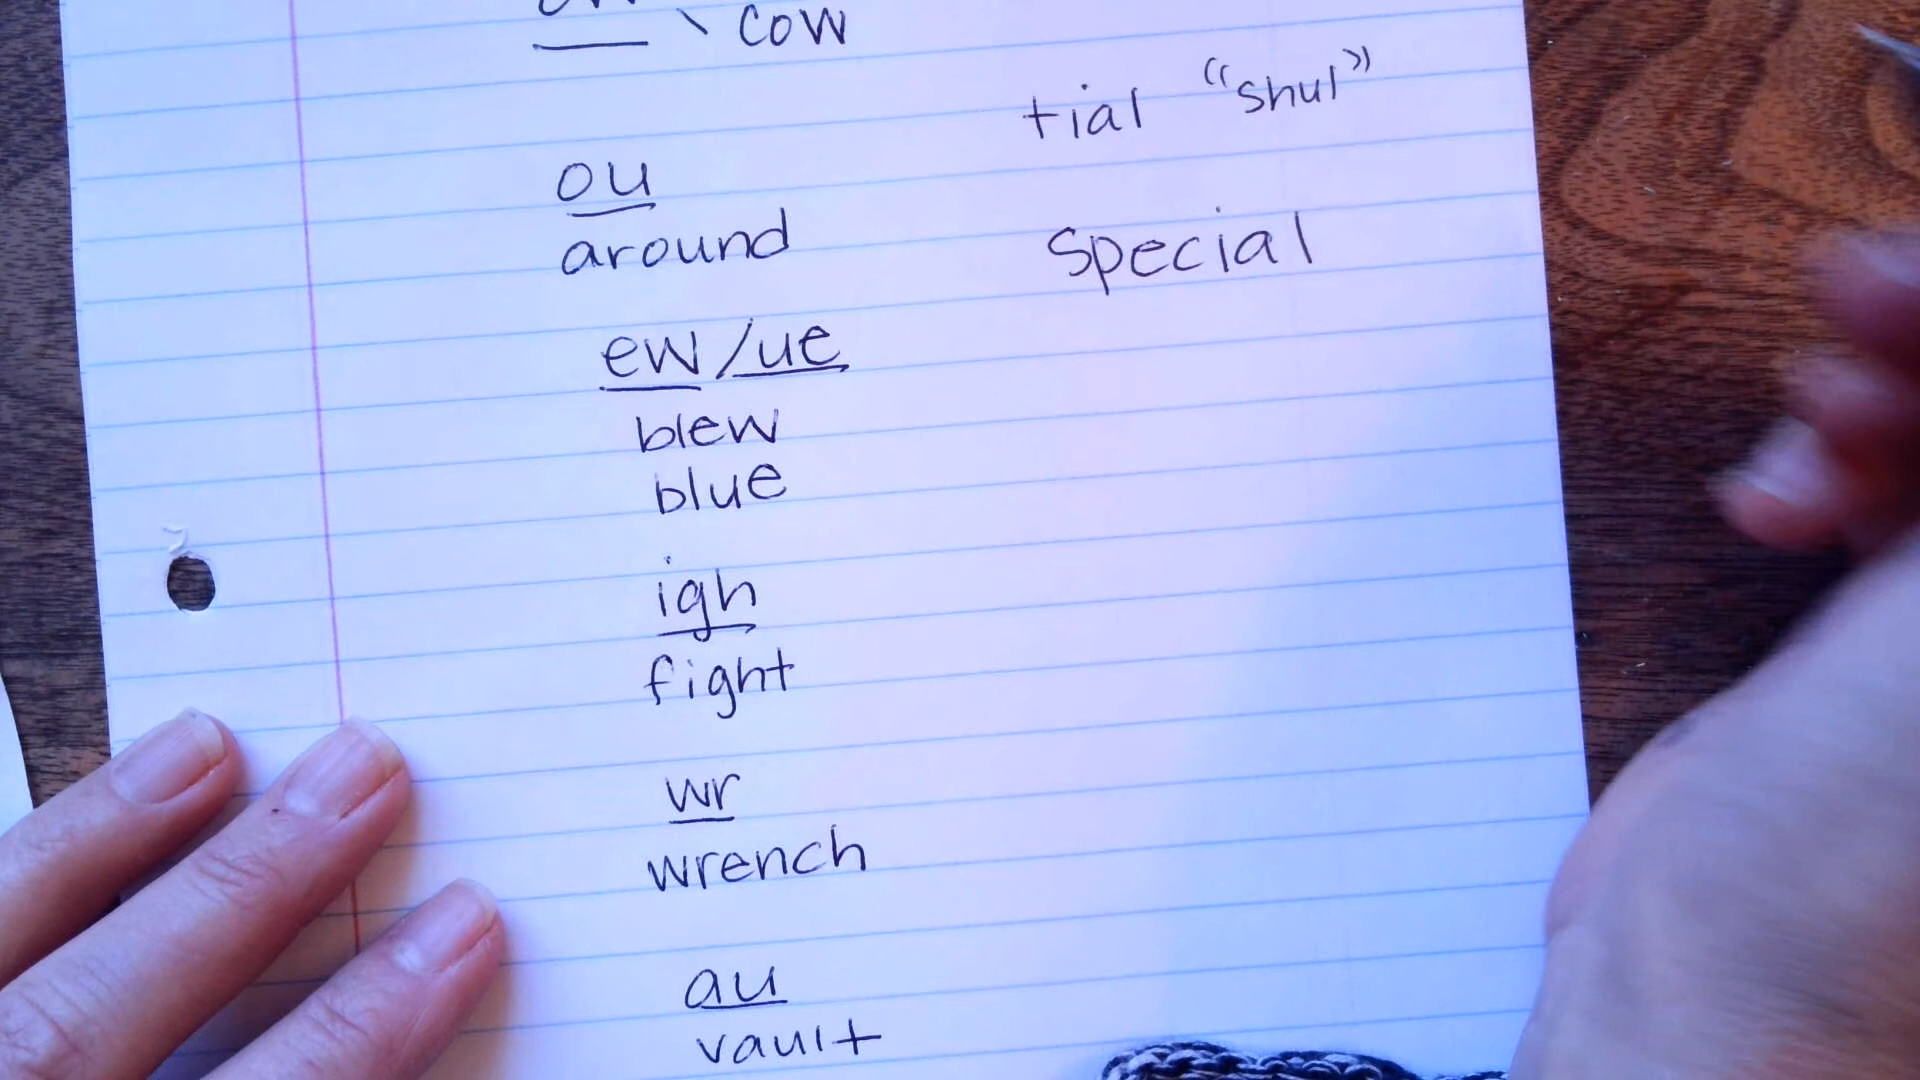 cow
ou
around
ew/ue
blew
blue
igh
fight
wr
wrench
au
vault
tial "shul"
special